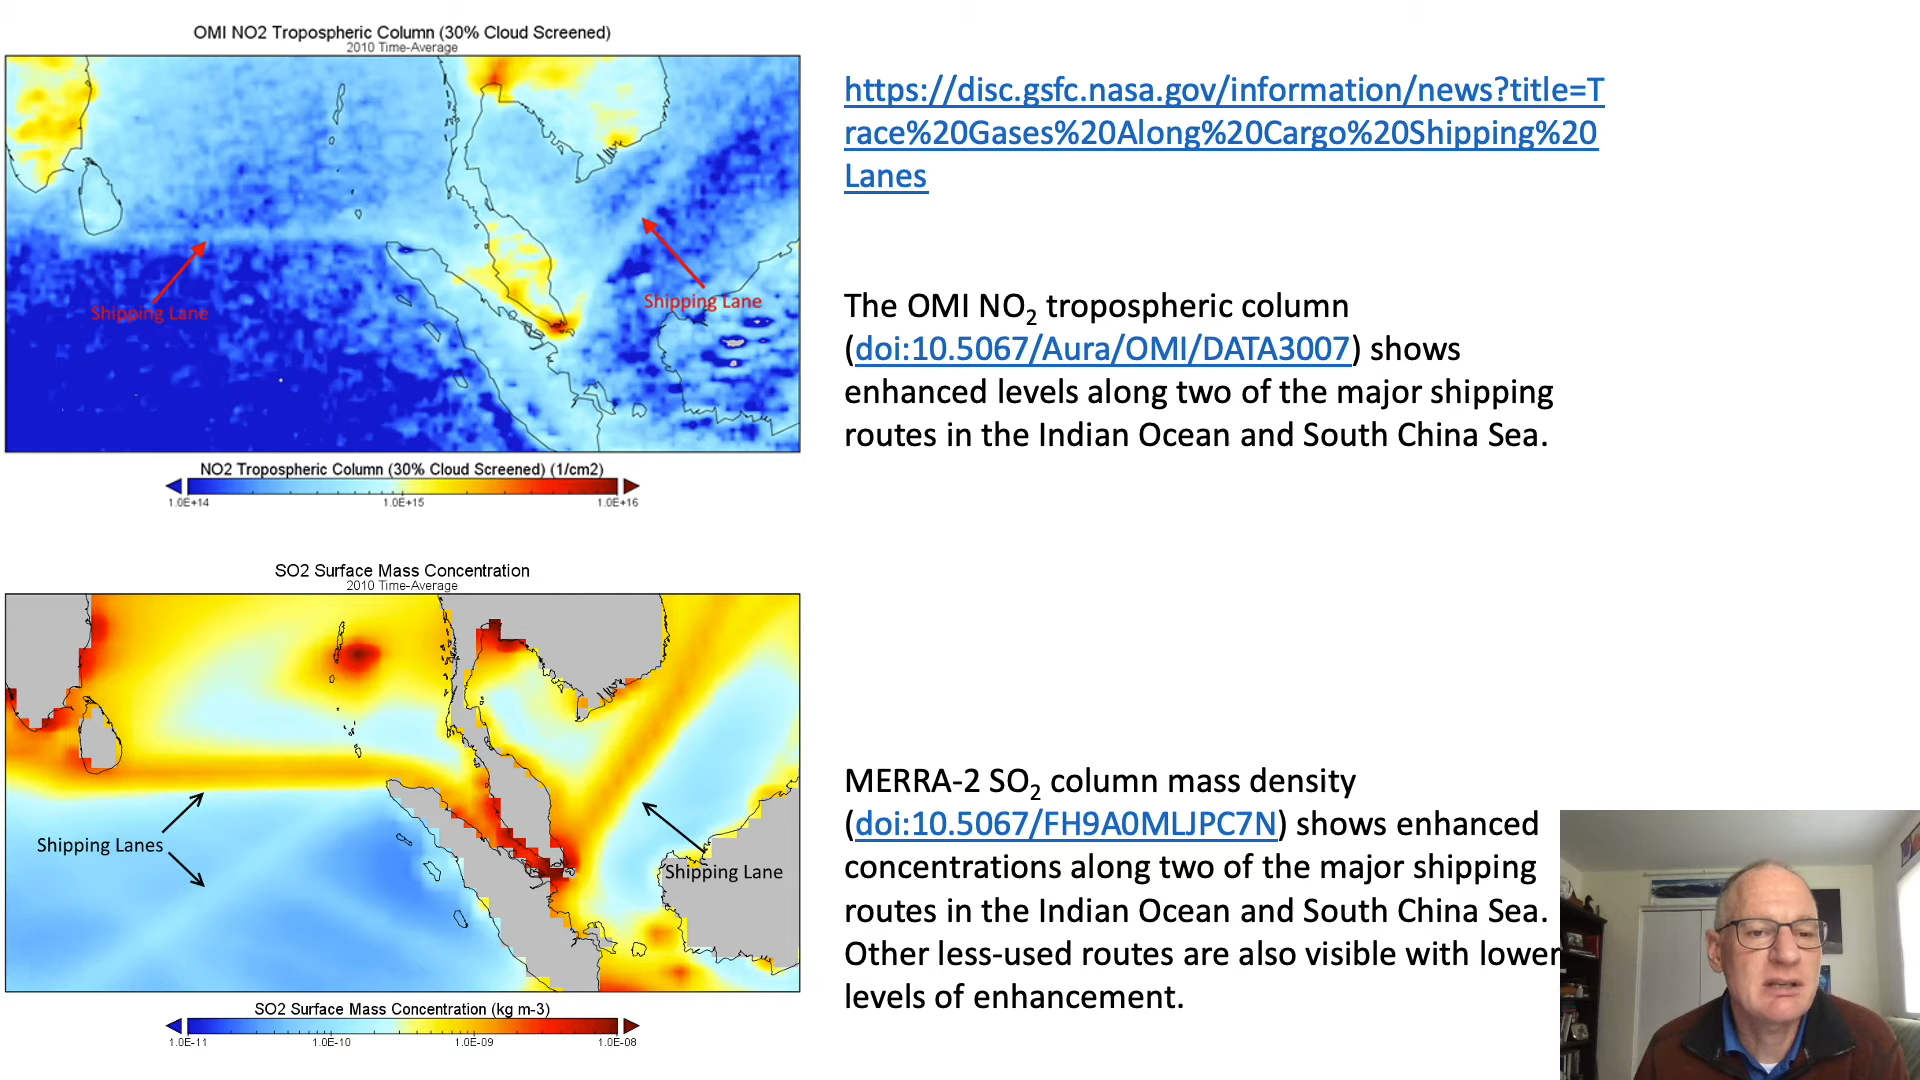 OMI NO2 Tropospheric Column (30% Cloud Screened)
2010 Time-Average
Shipping Lane
Shipping Lane
NO2 Tropospheric Column (30% Cloud Screened) (1/cm2)
1.0E+14 1.0E+15 1.0E+16
https://disc.gsfc.nasa.gov/information/news?title=T
race%20Gases%20Along%20Cargo%20Shipping%20
Lanes
The OMI NO2 tropospheric column
(doi:10.5067/Aura/OMI/DATA3007) shows
enhanced levels along two of the major shipping
routes in the Indian Ocean and South China Sea.
SO2 Surface Mass Concentration
2010 Time-Average
Shipping Lanes
Shipping Lane
SO2 Surface Mass Concentration (kg m-3)
1.0E-11 1.0E-10 1.0E-09 1.0E-08
MERRA-2 SO2 column mass density
(doi:10.5067/FH9A0MLJPC7N) shows enhanced
concentrations along two of the major shipping
routes in the Indian Ocean and South China Sea.
Other less-used routes are also visible with lower
levels of enhancement.